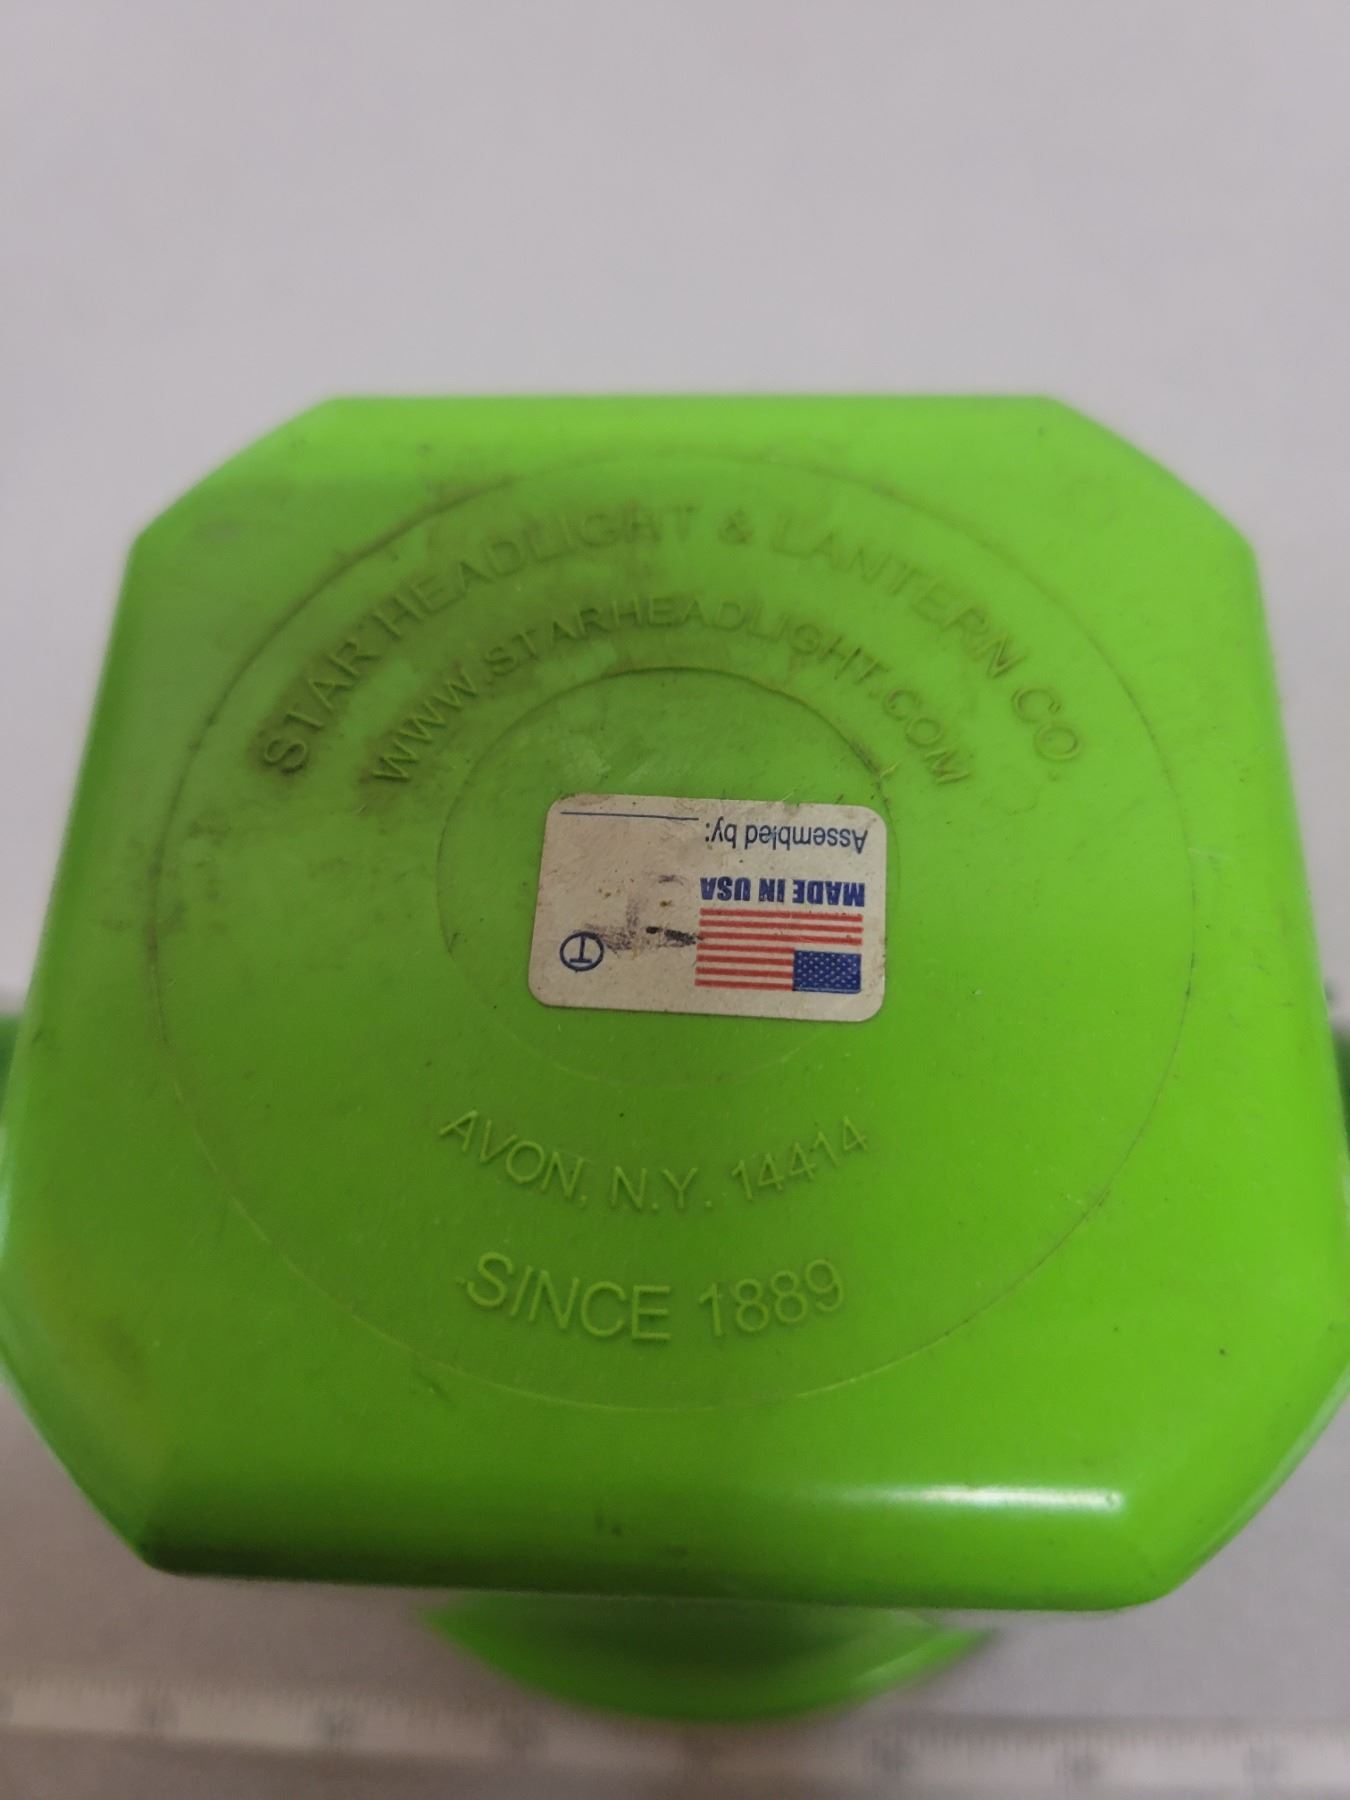 STAR HEADLIGHT & LANTERN CO.
WWW.STARHEADLIGHT.COM
Assembled by:
MADE IN USA
T
AVON, N.Y. 14414
SINCE 1889